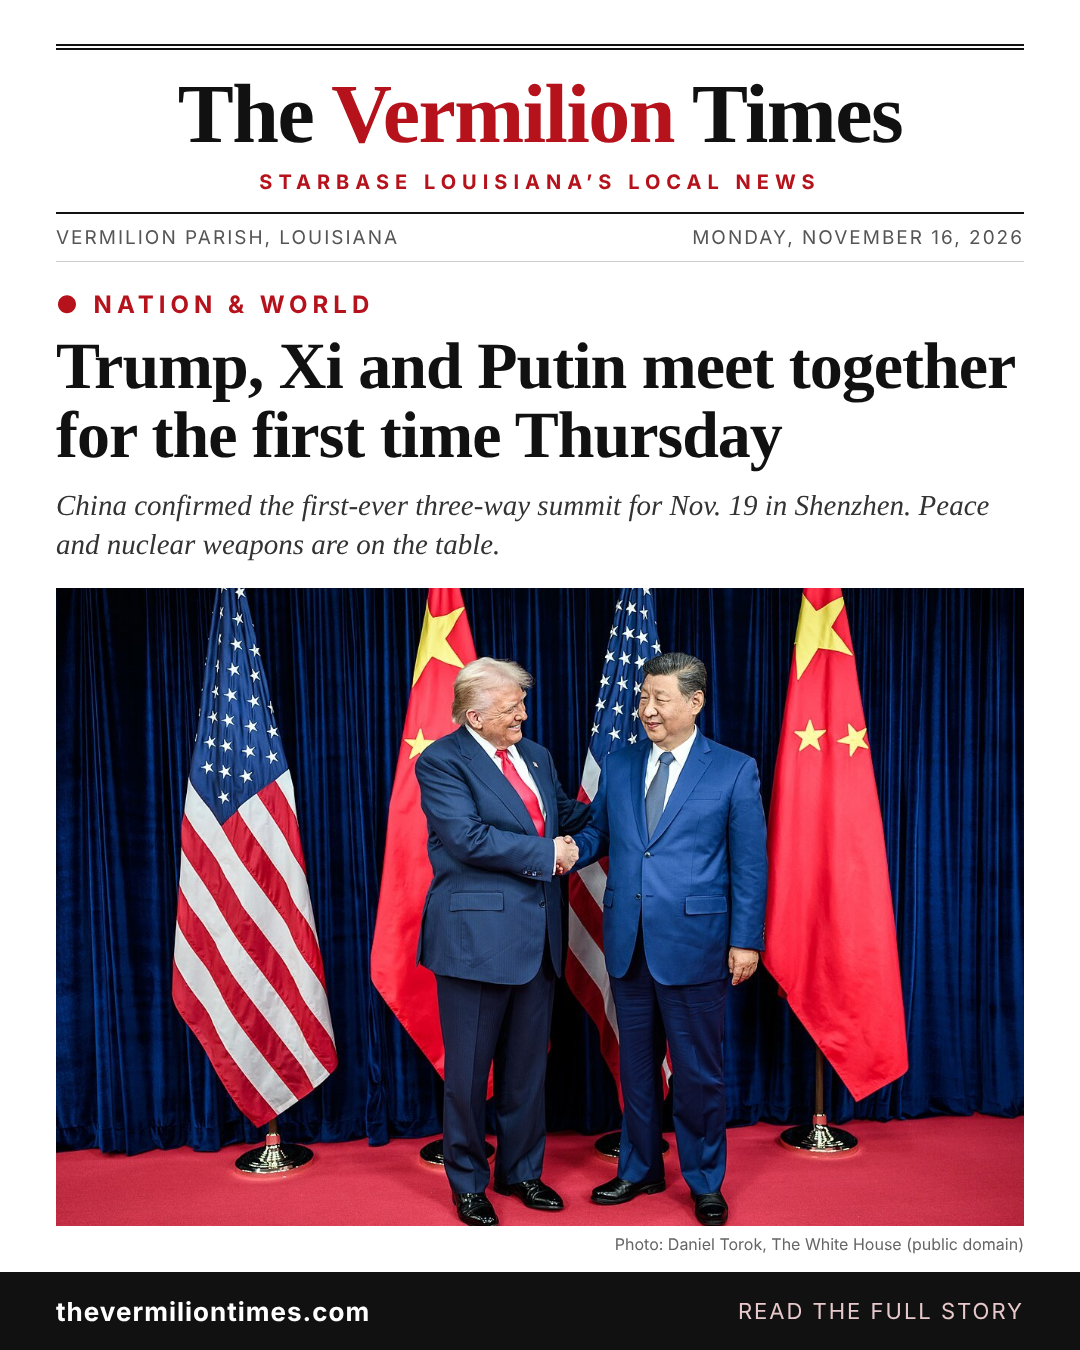 The Vermilion Times
STARBASE LOUISIANA’S LOCAL NEWS
VERMILION PARISH, LOUISIANA
MONDAY, NOVEMBER 16, 2026
NATION & WORLD
Trump, Xi and Putin meet together
for the first time Thursday
China confirmed the first-ever three-way summit for Nov. 19 in Shenzhen. Peace
and nuclear weapons are on the table.
Photo: Daniel Torok, The White House (public domain)
thevermiliontimes.com
READ THE FULL STORY